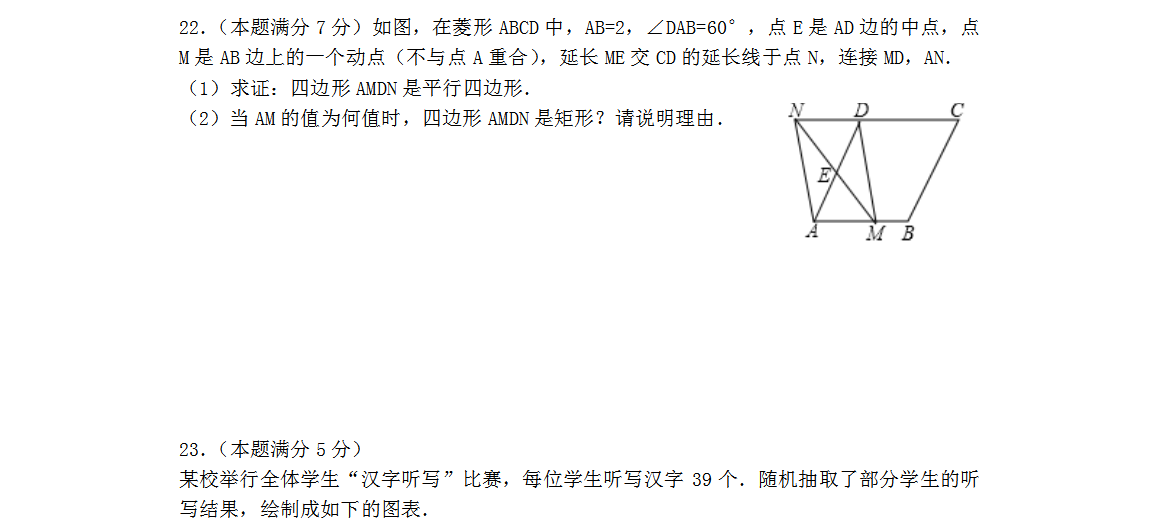 22.（本题满分 7 分）如图，在菱形 ABCD 中，AB=2，∠DAB=60°，点 E 是 AD 边的中点，点
M 是 AB 边上的一个动点（不与点 A 重合），延长 ME 交 CD 的延长线于点 N，连接 MD，AN.
（1）求证：四边形 AMDN 是平行四边形.
（2）当 AM 的值为何值时，四边形 AMDN 是矩形？请说明理由.
N D C
E
A M B
23.（本题满分 5 分）
某校举行全体学生“汉字听写”比赛，每位学生听写汉字 39 个. 随机抽取了部分学生的听
写结果，绘制成如下的图表.